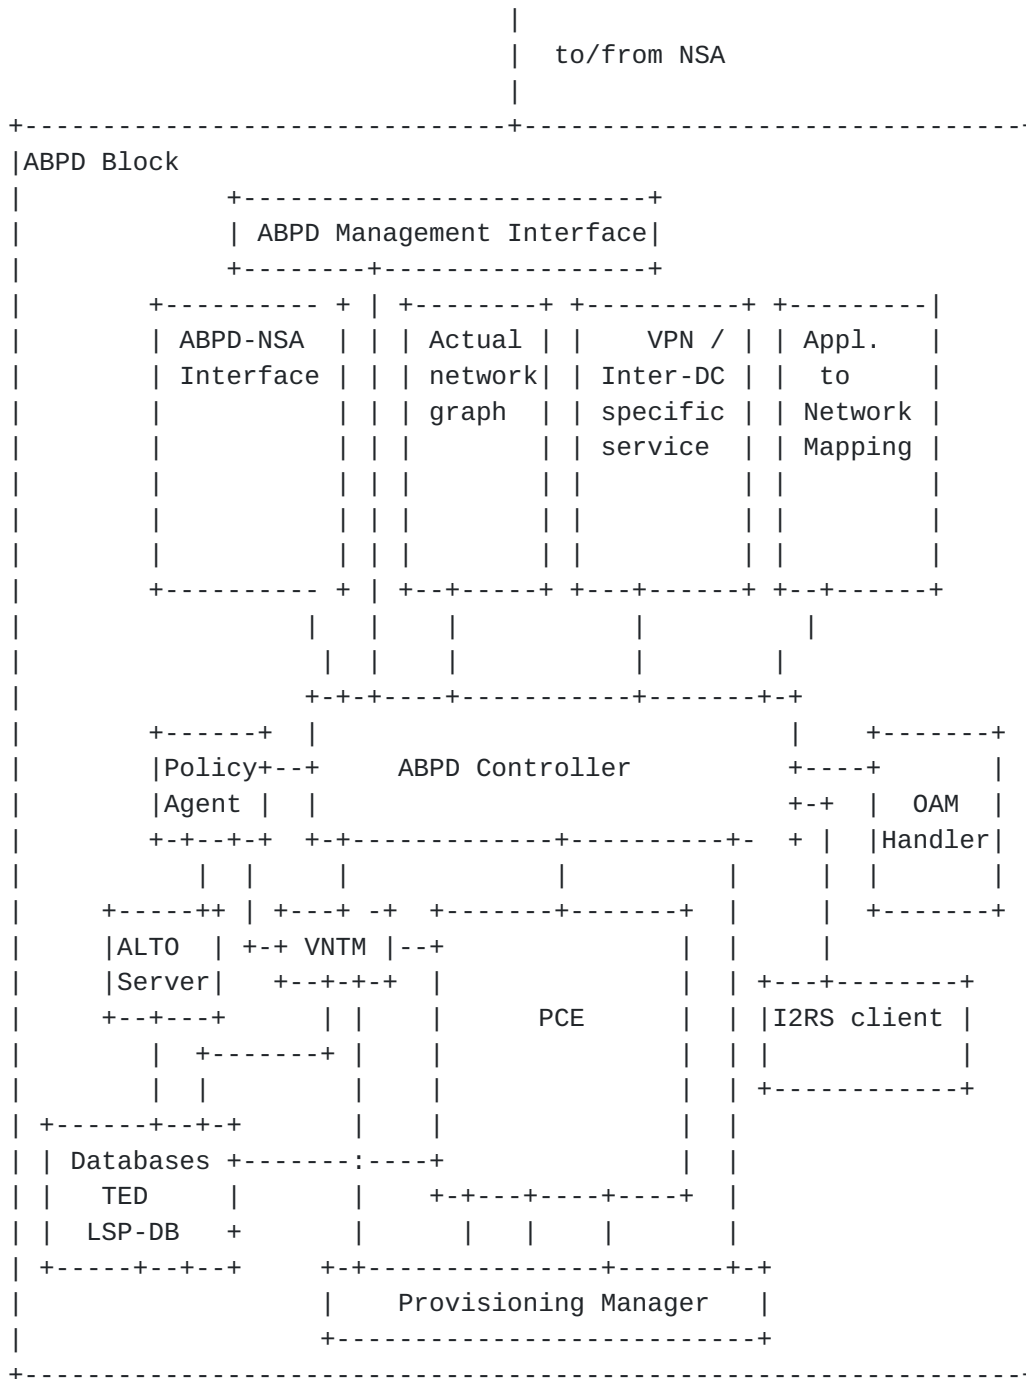 to/from NSA
ABPD Block
ABPD Management Interface
ABPD-NSA Interface
Actual network graph
VPN / Inter-DC specific service
Appl. to Network Mapping
Policy Agent
ABPD Controller
OAM Handler
ALTO Server
VNTM
PCE
I2RS client
Databases
TED
LSP-DB
Provisioning Manager